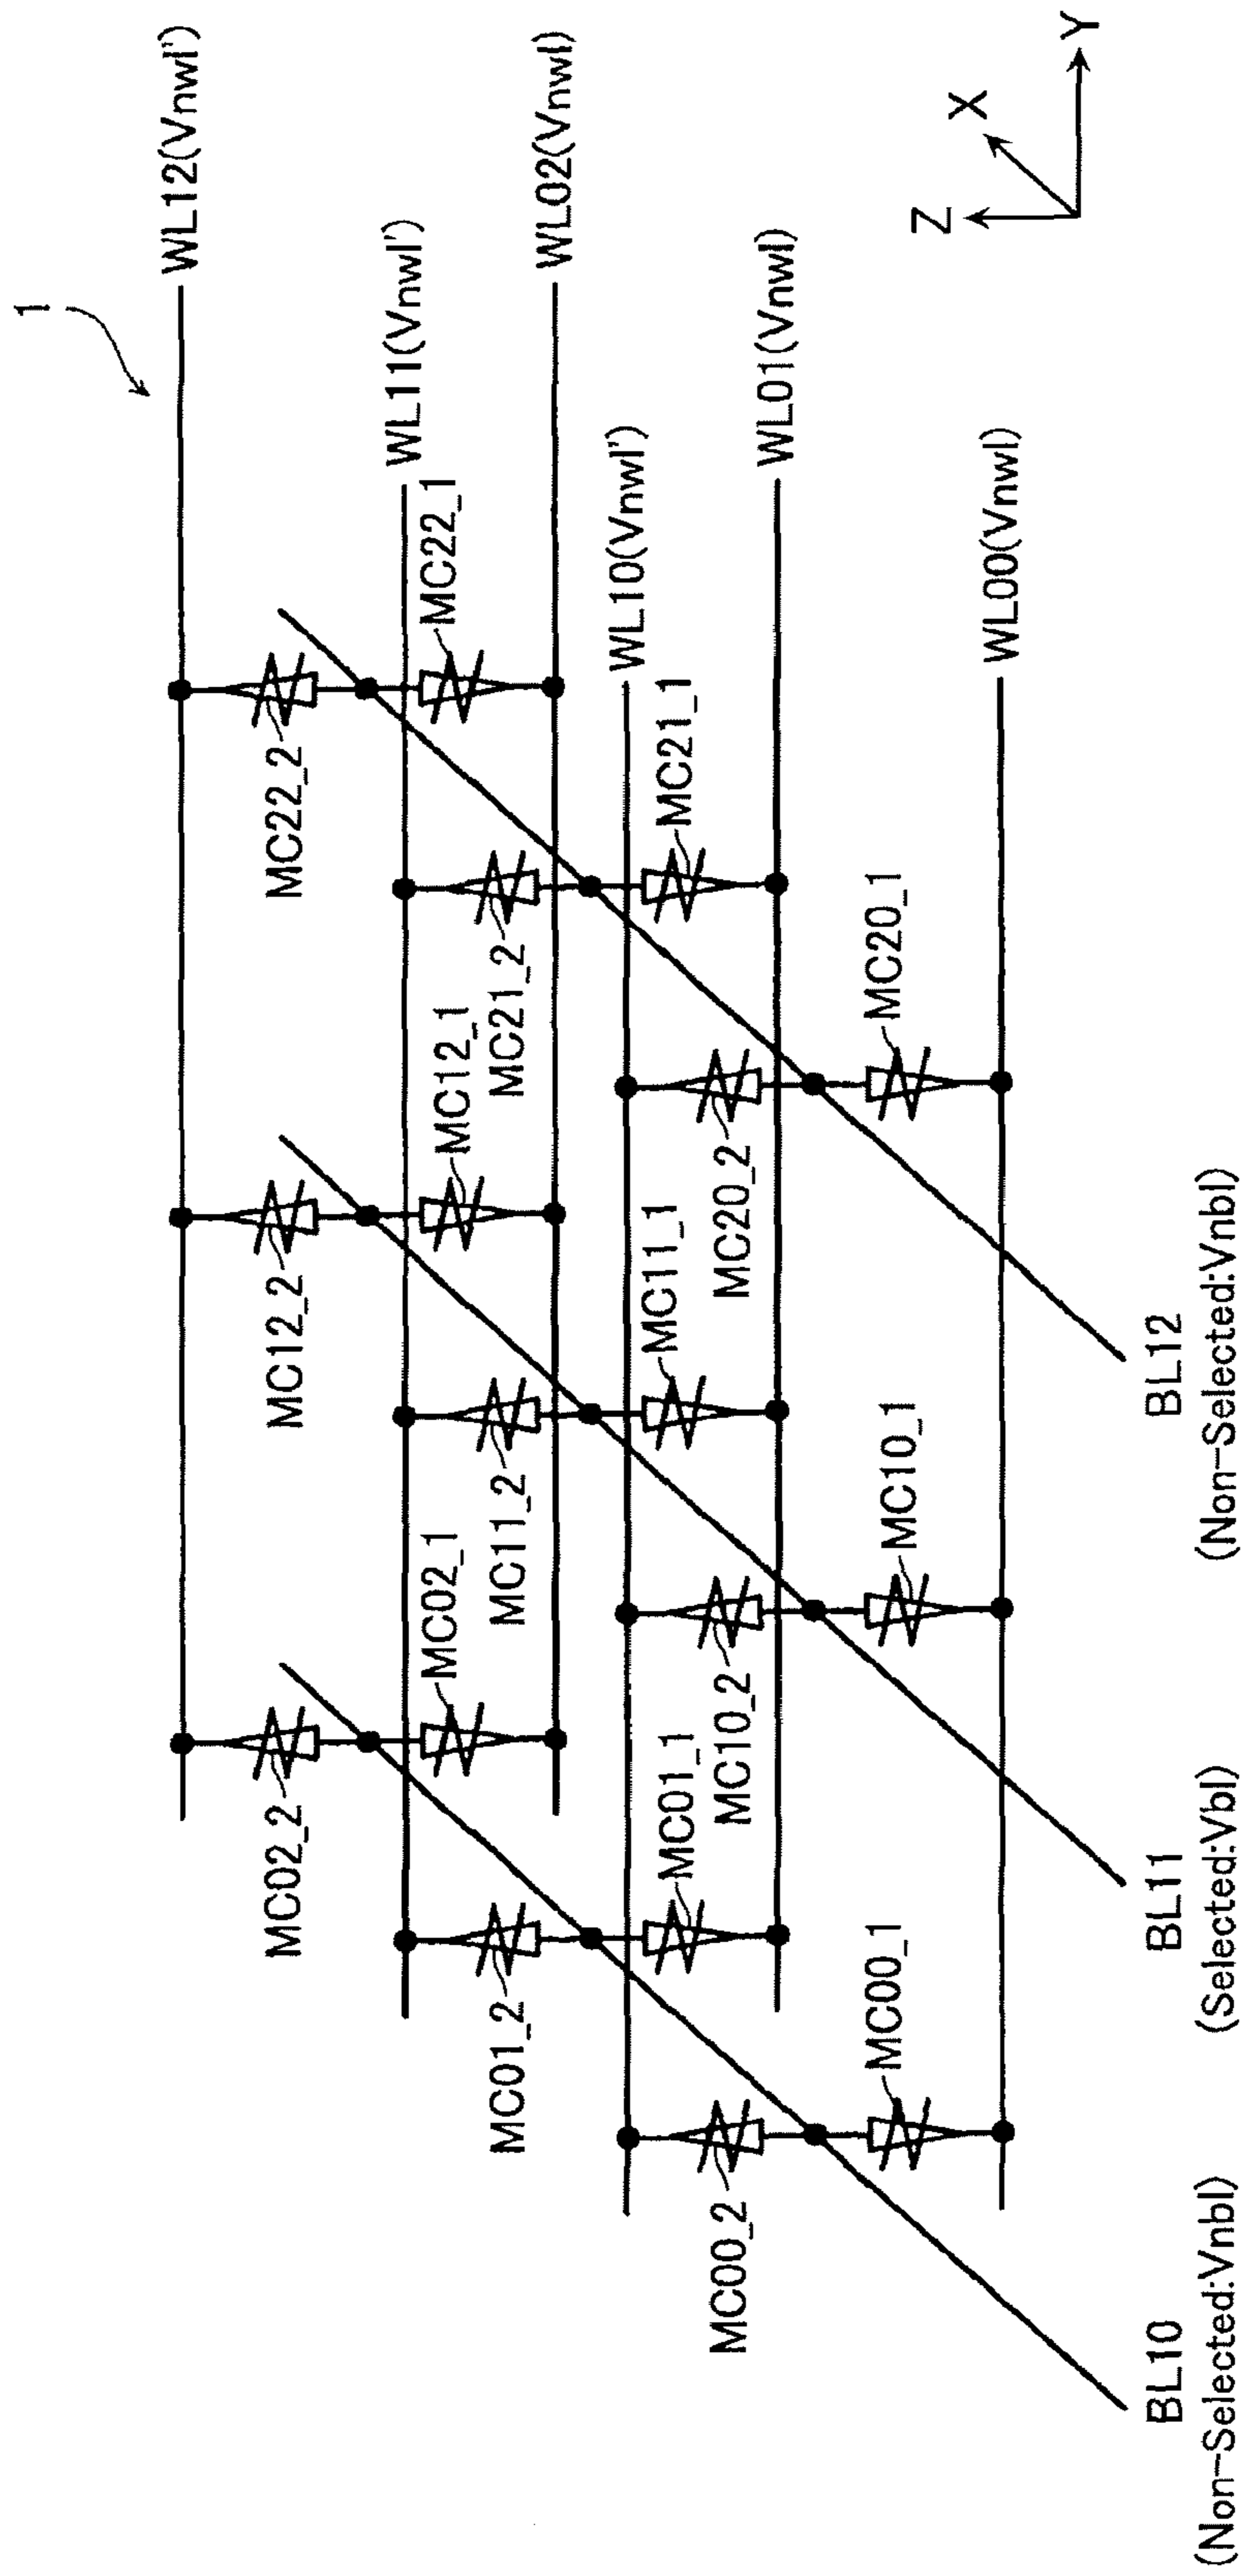 1
WL12(Vnwl')
WL11(Vnwl')
WL02(Vnwl)
WL10(Vnwl')
WL01(Vnwl)
WL00(Vnwl)
Z
X
Y
MC02_2
MC12_2
MC22_2
MC02_1
MC12_1
MC22_1
MC01_2
MC11_2
MC21_2
MC01_1
MC11_1
MC21_1
MC00_2
MC10_2
MC20_2
MC00_1
MC10_1
MC20_1
BL10
(Non-Selected:Vnbl)
BL11
(Selected:Vbl)
BL12
(Non-Selected:Vnbl)